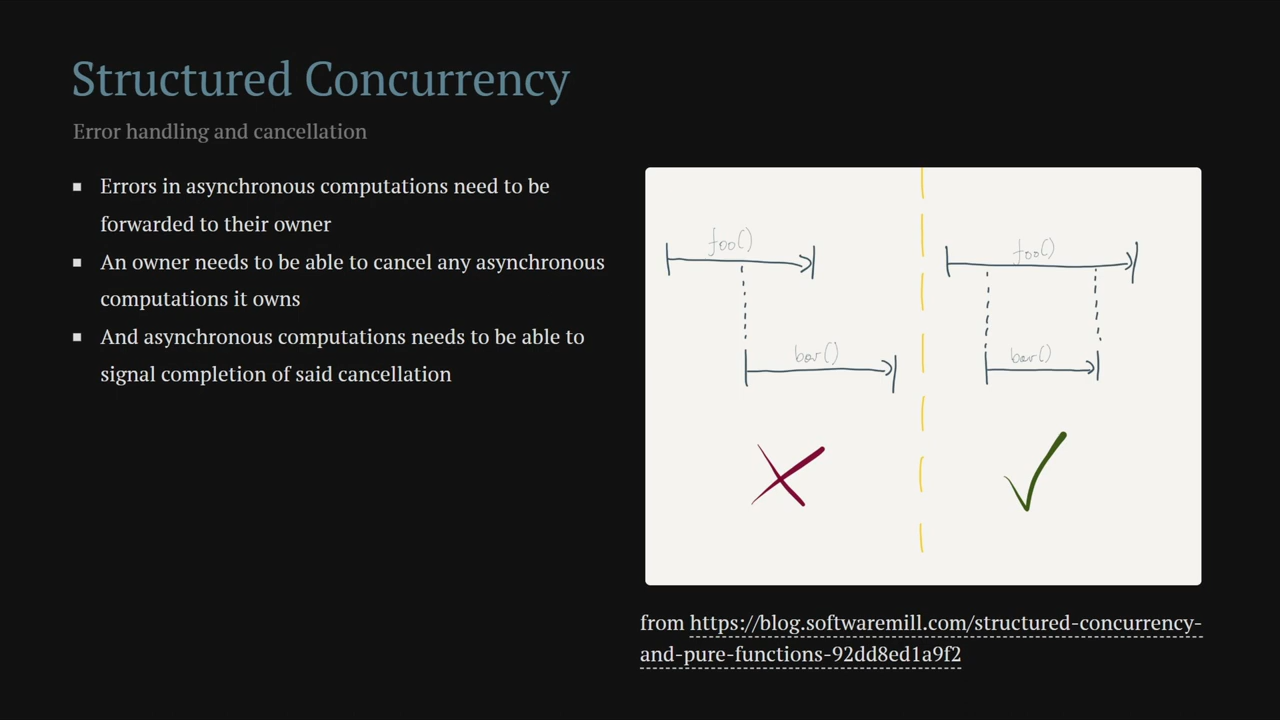 Structured Concurrency
Error handling and cancellation
▪ Errors in asynchronous computations need to be
forwarded to their owner
▪ An owner needs to be able to cancel any asynchronous
computations it owns
▪ And asynchronous computations needs to be able to
signal completion of said cancellation
foo()
bar()
foo()
bar()
from https://blog.softwaremill.com/structured-concurrency-
and-pure-functions-92dd8ed1a9f2